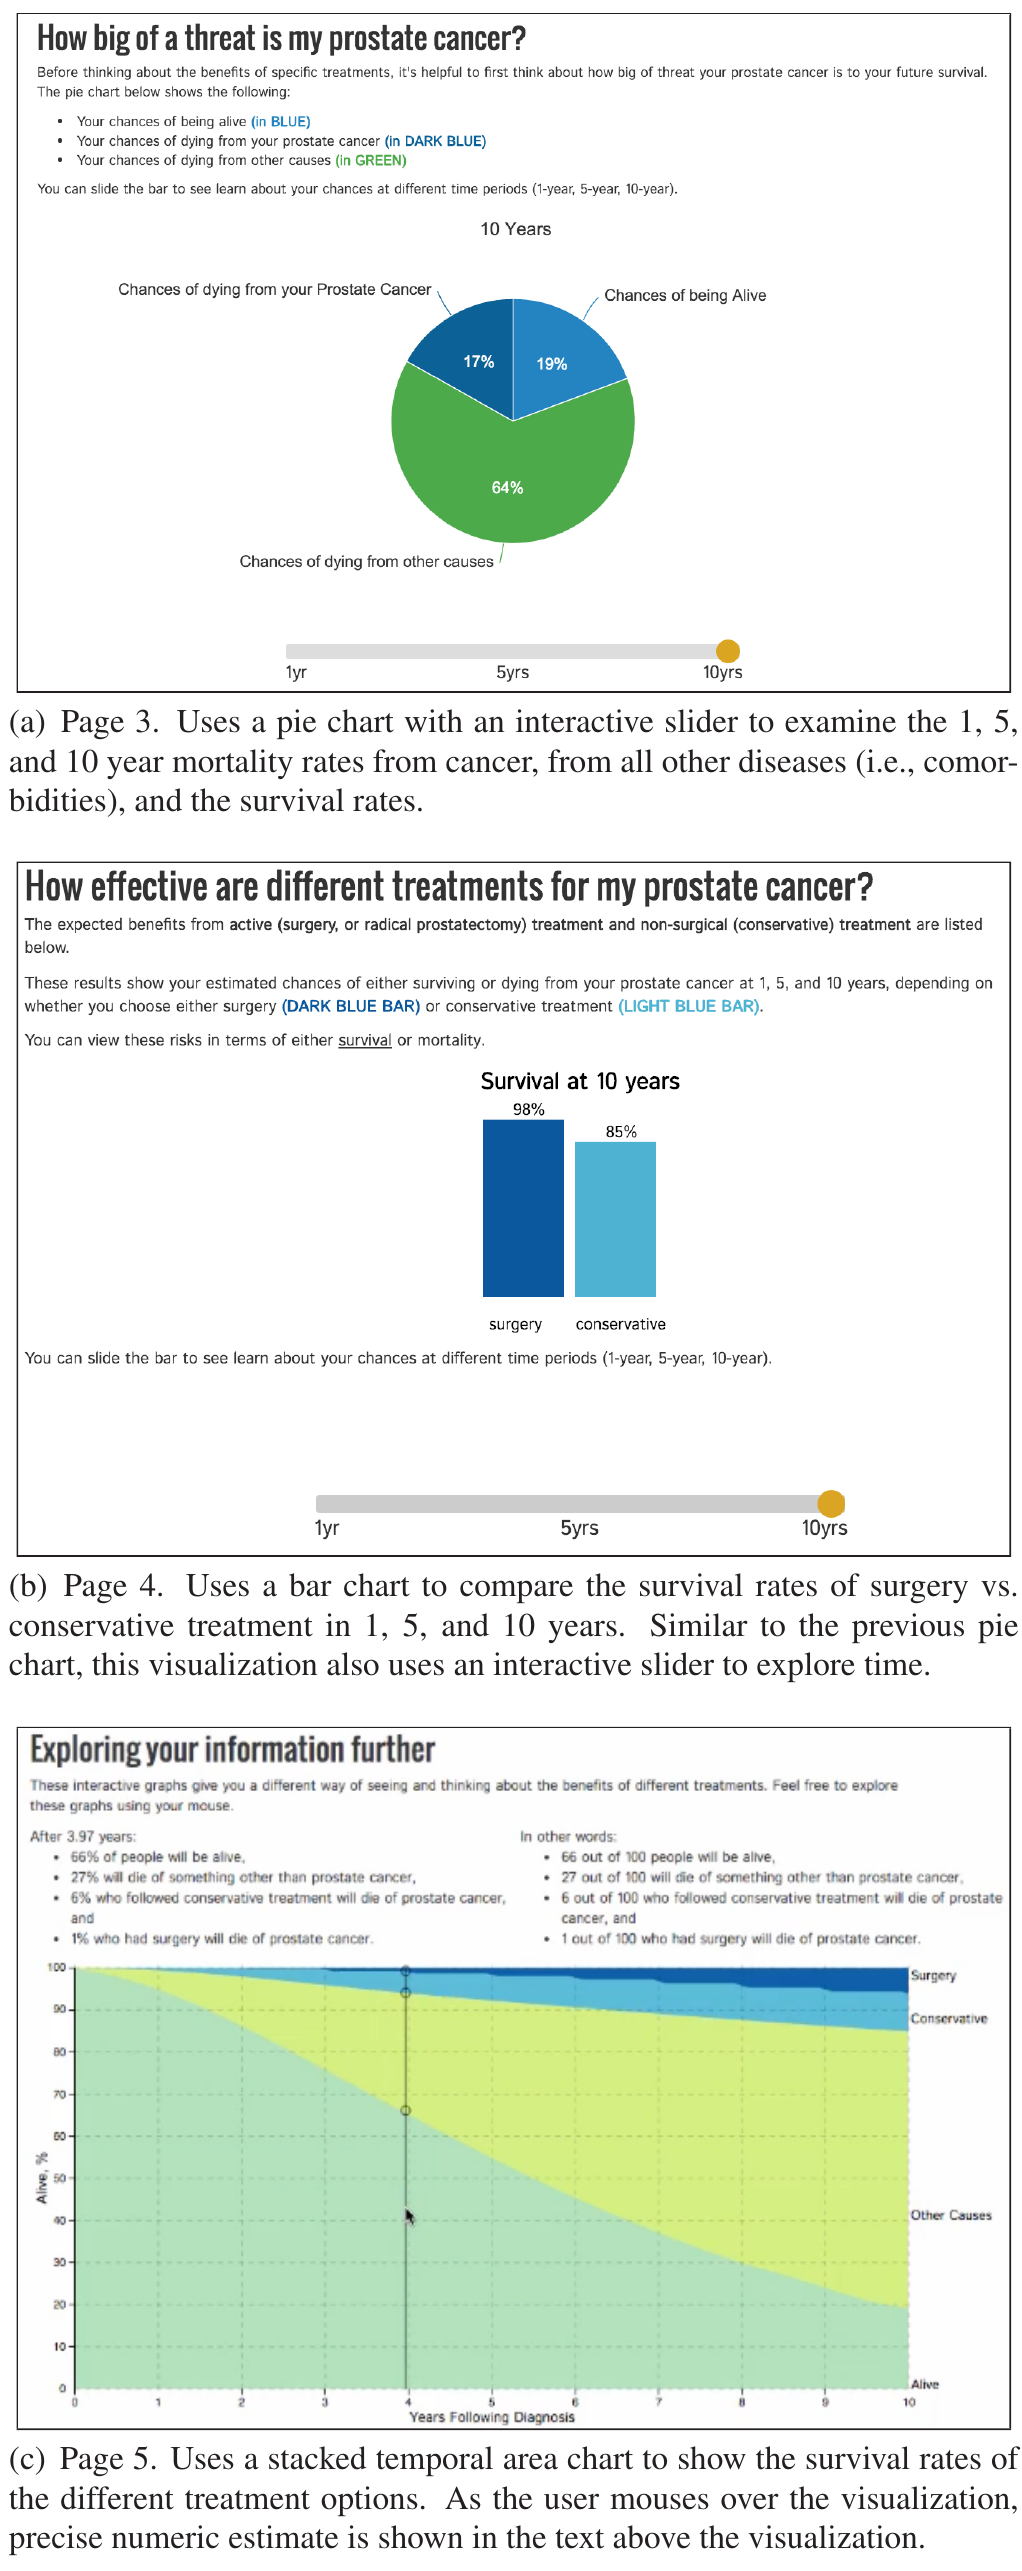 How big of a threat is my prostate cancer?
Before thinking about the benefits of specific treatments, it's helpful to first think about how big of threat your prostate cancer is to your future survival.
The pie chart below shows the following:
• Your chances of being alive (in BLUE)
• Your chances of dying from your prostate cancer (in DARK BLUE)
• Your chances of dying from other causes (in GREEN)
You can slide the bar to see learn about your chances at different time periods (1-year, 5-year, 10-year).
10 Years
Chances of dying from your Prostate Cancer
Chances of being Alive
17%
19%
64%
Chances of dying from other causes
1yr 5yrs 10yrs
(a) Page 3. Uses a pie chart with an interactive slider to examine the 1, 5,
and 10 year mortality rates from cancer, from all other diseases (i.e., comor-
bidities), and the survival rates.
How effective are different treatments for my prostate cancer?
The expected benefits from active (surgery, or radical prostatectomy) treatment and non-surgical (conservative) treatment are listed
below.
These results show your estimated chances of either surviving or dying from your prostate cancer at 1, 5, and 10 years, depending on
whether you choose either surgery (DARK BLUE BAR) or conservative treatment (LIGHT BLUE BAR).
You can view these risks in terms of either survival or mortality.
Survival at 10 years
98%
85%
surgery conservative
You can slide the bar to see learn about your chances at different time periods (1-year, 5-year, 10-year).
1yr 5yrs 10yrs
(b) Page 4. Uses a bar chart to compare the survival rates of surgery vs.
conservative treatment in 1, 5, and 10 years. Similar to the previous pie
chart, this visualization also uses an interactive slider to explore time.
Exploring your information further
These interactive graphs give you a different way of seeing and thinking about the benefits of different treatments. Feel free to explore
these graphs using your mouse.
After 3.97 years:
• 66% of people will be alive,
• 27% will die of something other than prostate cancer,
• 6% who followed conservative treatment will die of prostate cancer,
and
• 1% who had surgery will die of prostate cancer.
In other words:
• 66 out of 100 people will be alive,
• 27 out of 100 will die of something other than prostate cancer,
• 6 out of 100 who followed conservative treatment will die of prostate
cancer, and
• 1 out of 100 who had surgery will die of prostate cancer.
100
90
80
70
60
50
40
30
20
10
0
Alive, %
Surgery
Conservative
Other Causes
Alive
0 1 2 3 4 5 6 7 8 9 10
Years Following Diagnosis
(c) Page 5. Uses a stacked temporal area chart to show the survival rates of
the different treatment options. As the user mouses over the visualization,
precise numeric estimate is shown in the text above the visualization.